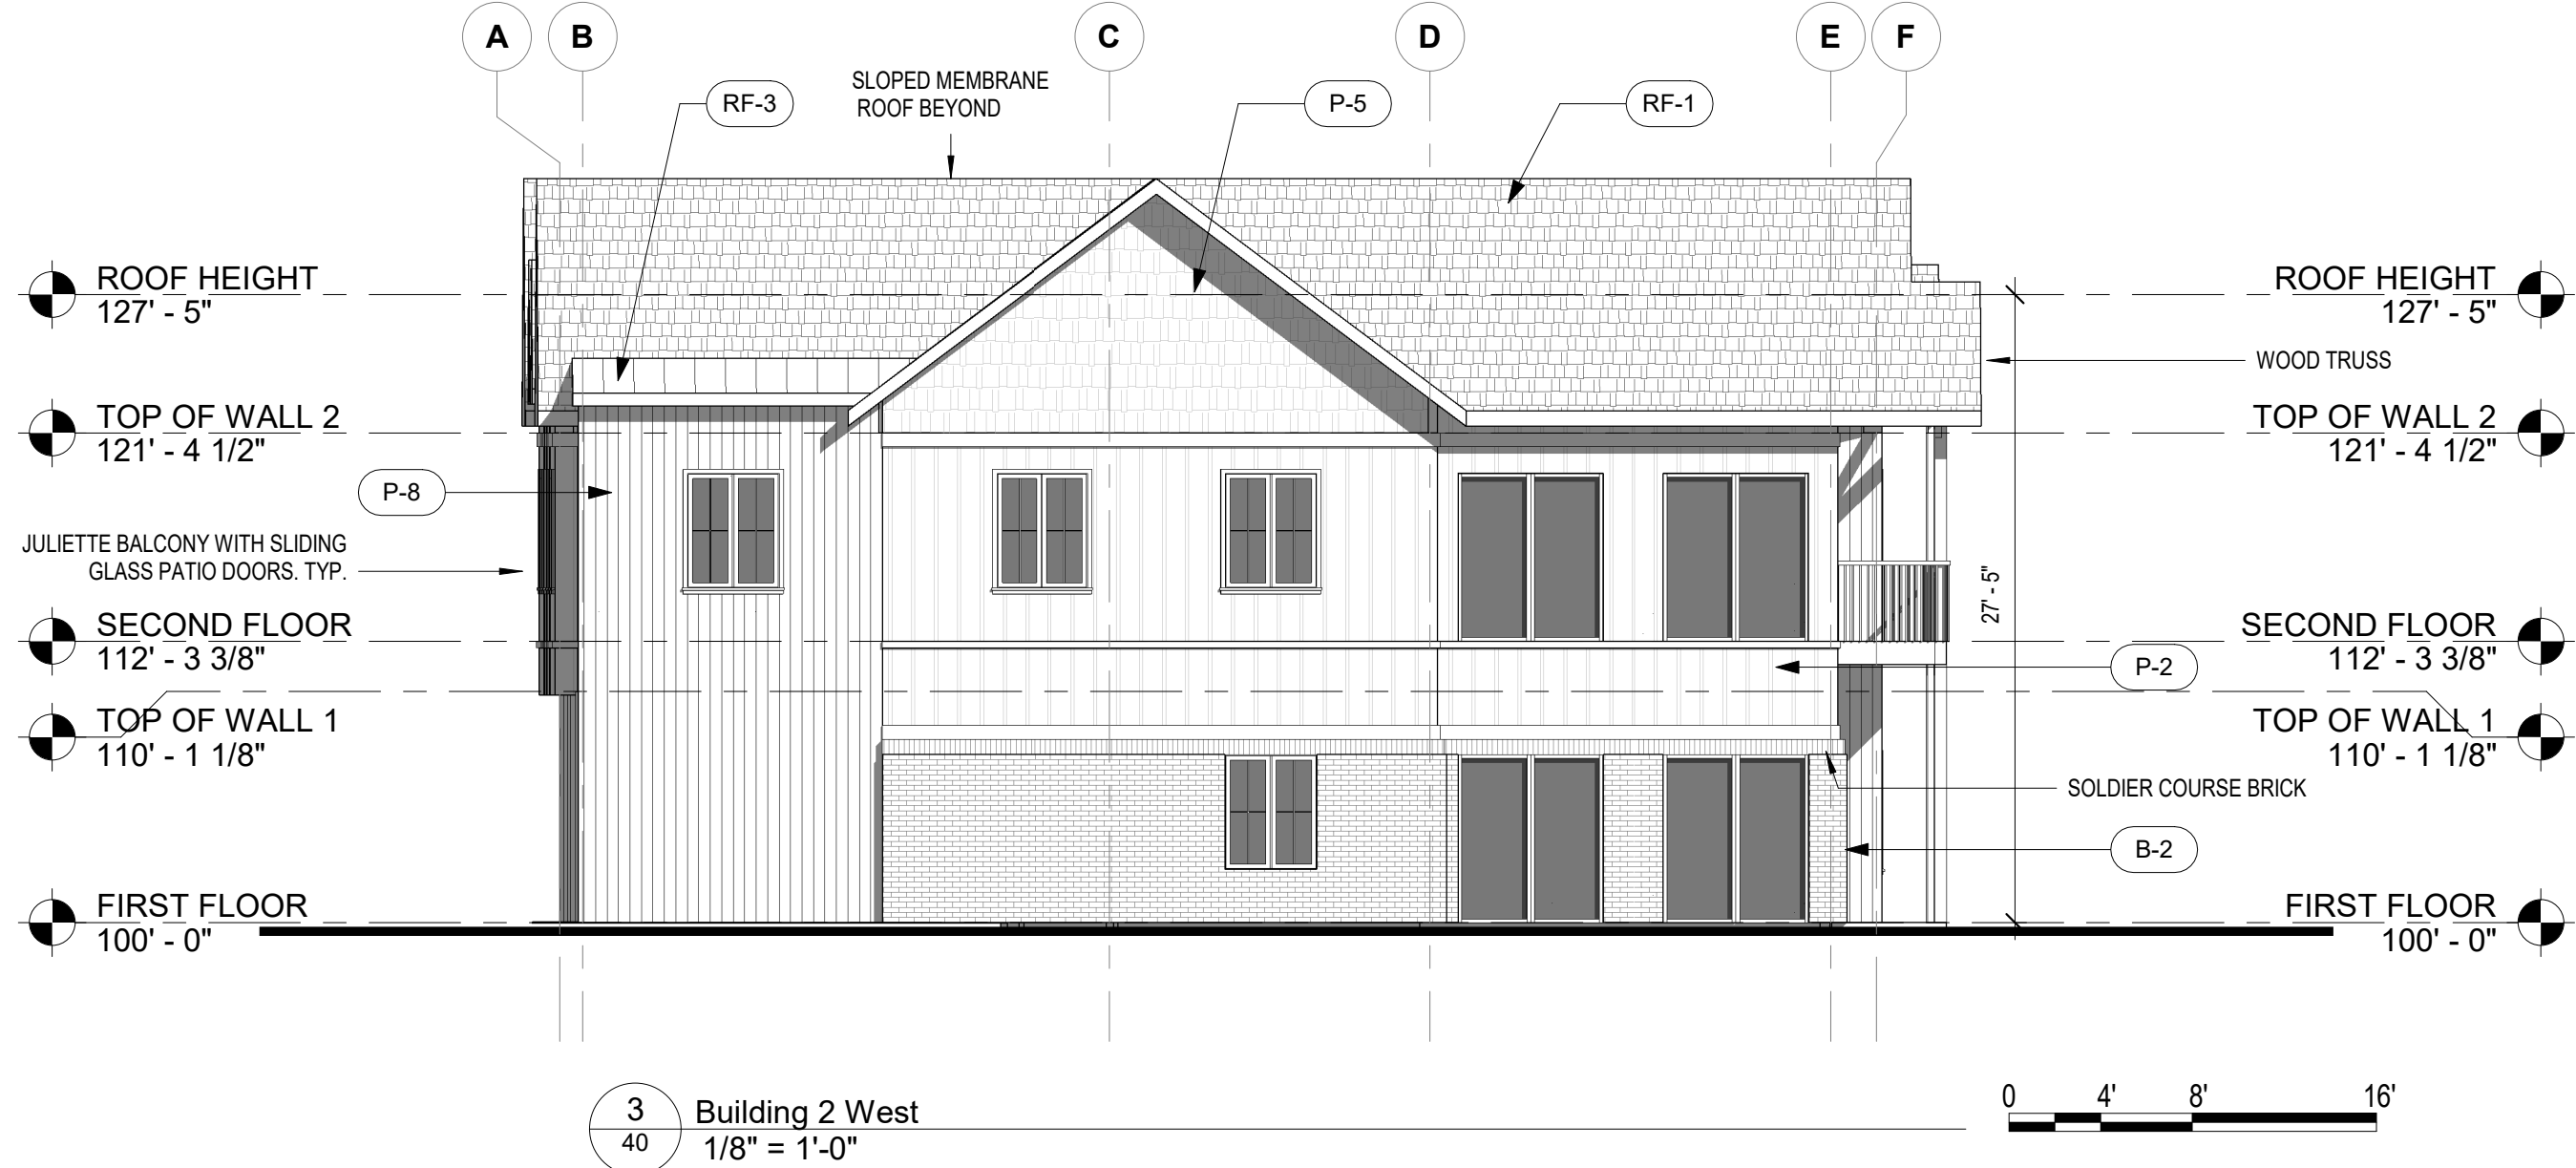 A
B
C
D
E
F
RF-3
SLOPED MEMBRANE
ROOF BEYOND
P-5
RF-1
ROOF HEIGHT
127' - 5"
ROOF HEIGHT
127' - 5"
WOOD TRUSS
TOP OF WALL 2
121' - 4 1/2"
TOP OF WALL 2
121' - 4 1/2"
P-8
JULIETTE BALCONY WITH SLIDING
GLASS PATIO DOORS. TYP.
27' - 5"
SECOND FLOOR
112' - 3 3/8"
SECOND FLOOR
112' - 3 3/8"
P-2
TOP OF WALL 1
110' - 1 1/8"
TOP OF WALL 1
110' - 1 1/8"
SOLDIER COURSE BRICK
B-2
FIRST FLOOR
100' - 0"
FIRST FLOOR
100' - 0"
3
40
Building 2 West
1/8" = 1'-0"
0 4' 8' 16'